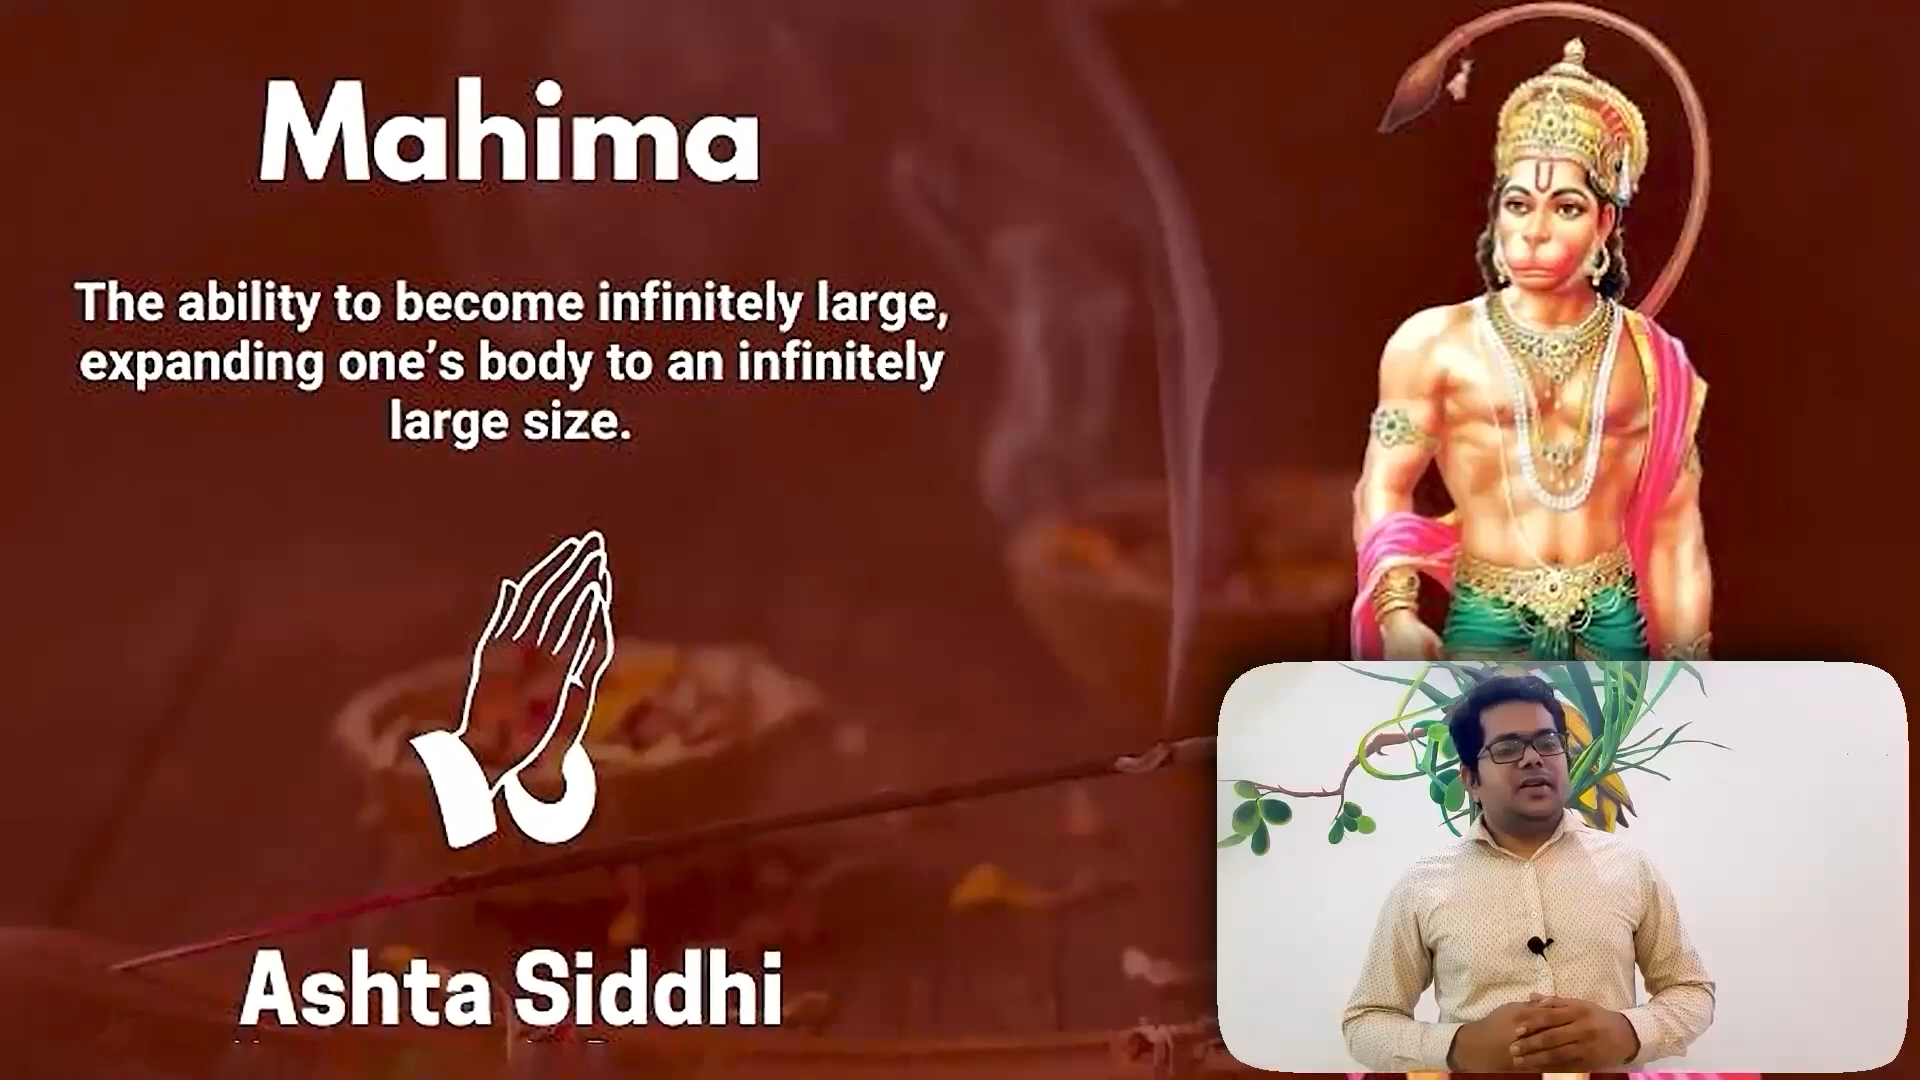 Mahima
The ability to become infinitely large,
expanding one’s body to an infinitely
large size.
Ashta Siddhi